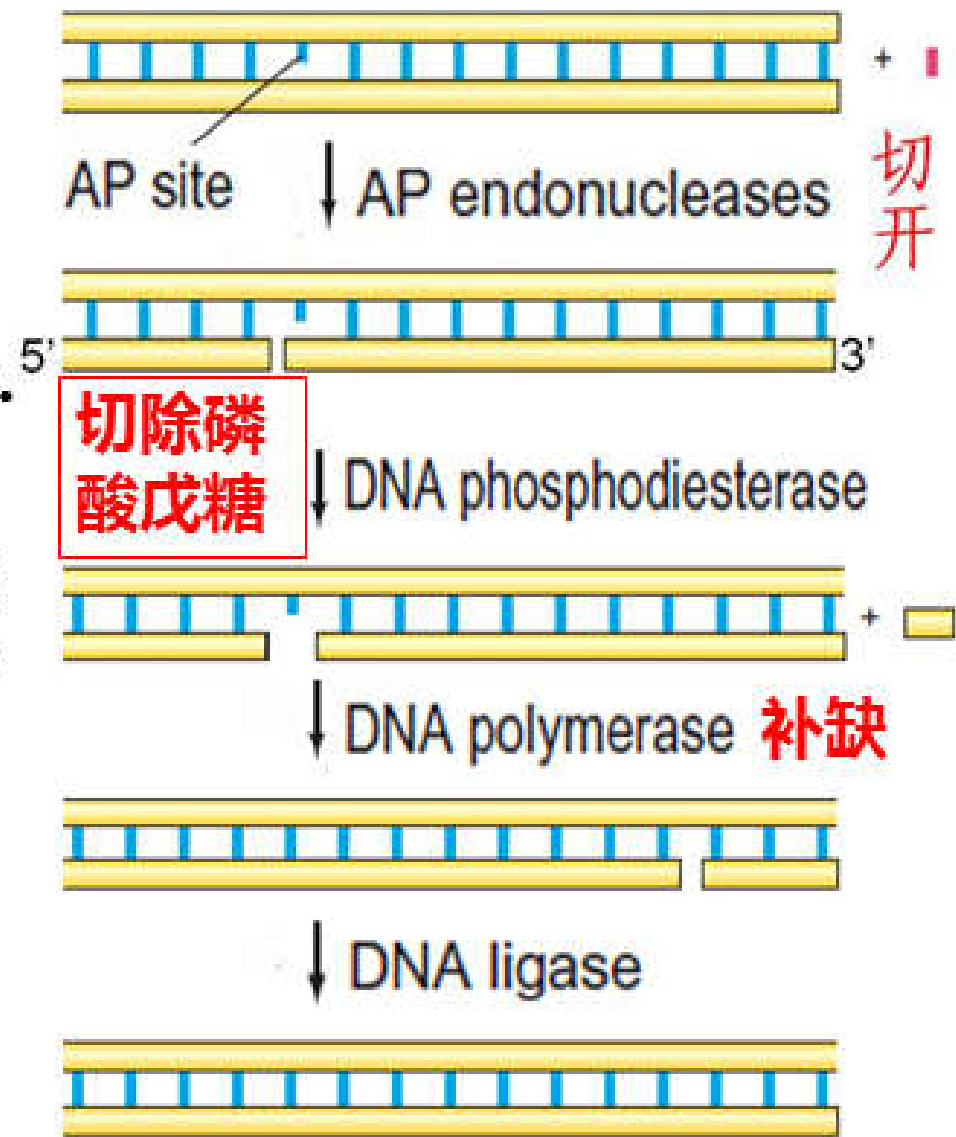 +
AP site
AP endonucleases
切
开
5’
3’
•
切除磷
酸戊糖
DNA phosphodiesterase
+
DNA polymerase 补缺
DNA ligase